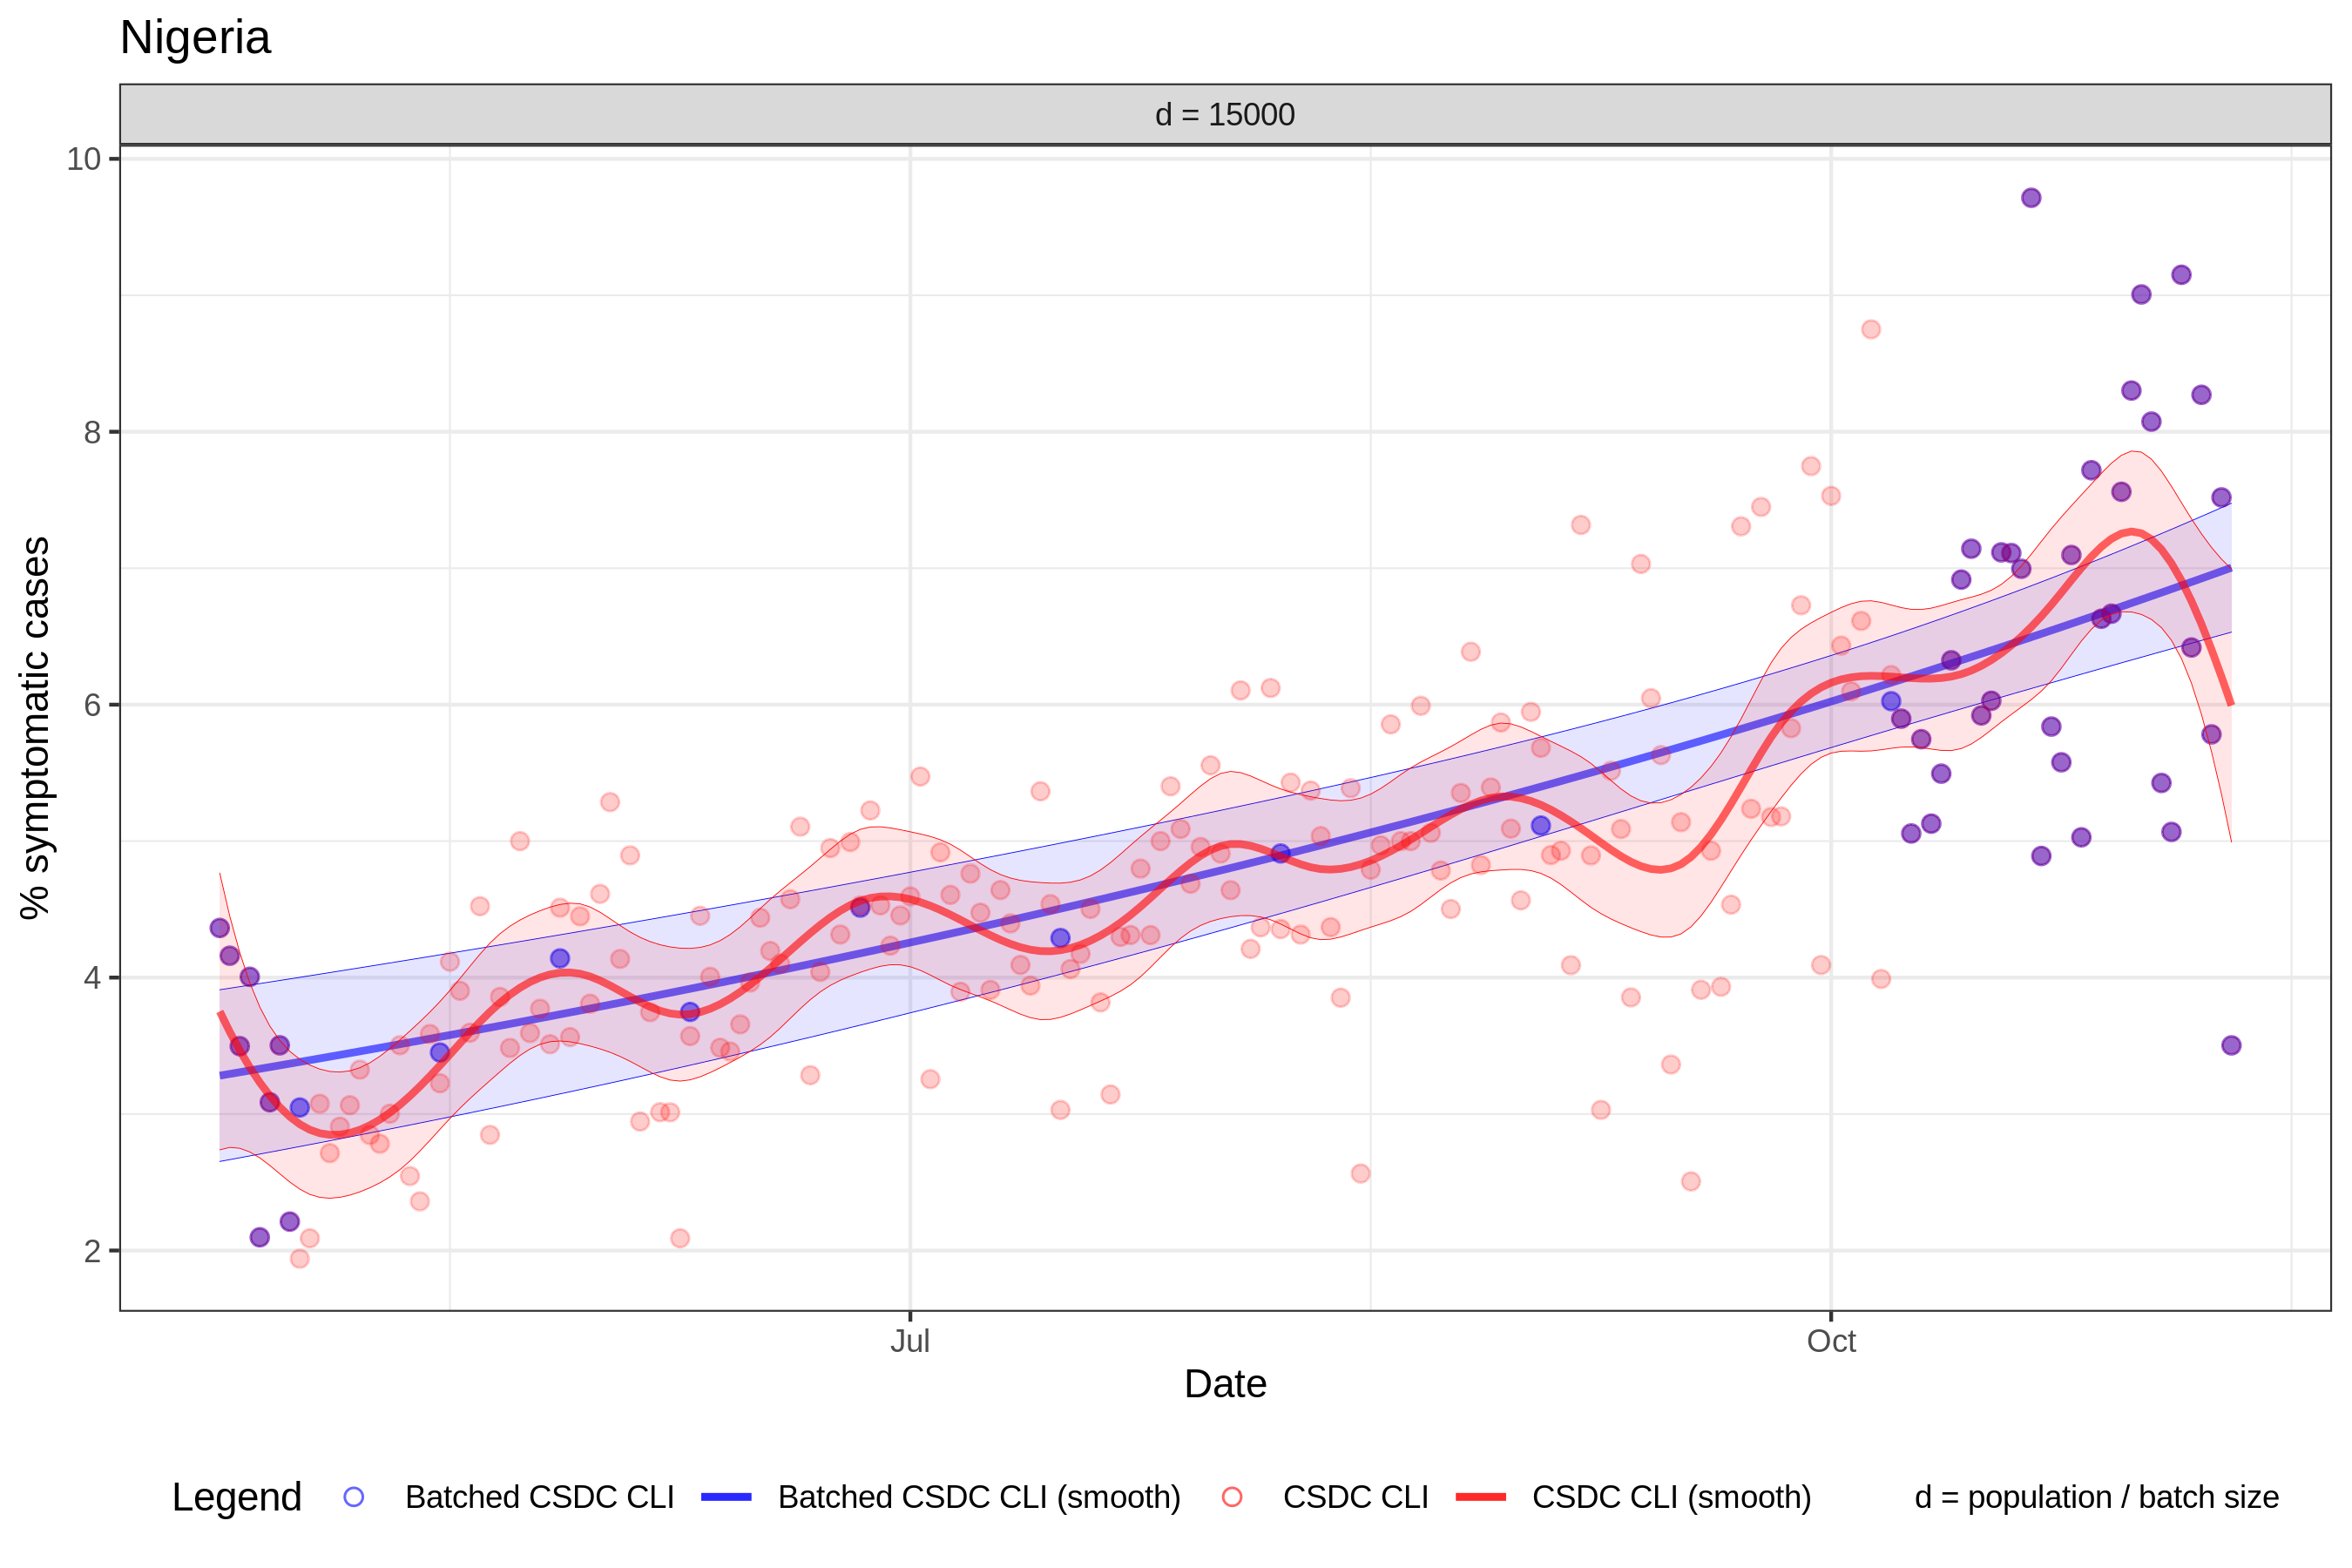 Nigeria
d = 15000
10
8
6
4
2
% symptomatic cases
Jul
Oct
Date
Legend
Batched CSDC CLI
Batched CSDC CLI (smooth)
CSDC CLI
CSDC CLI (smooth)
d = population / batch size